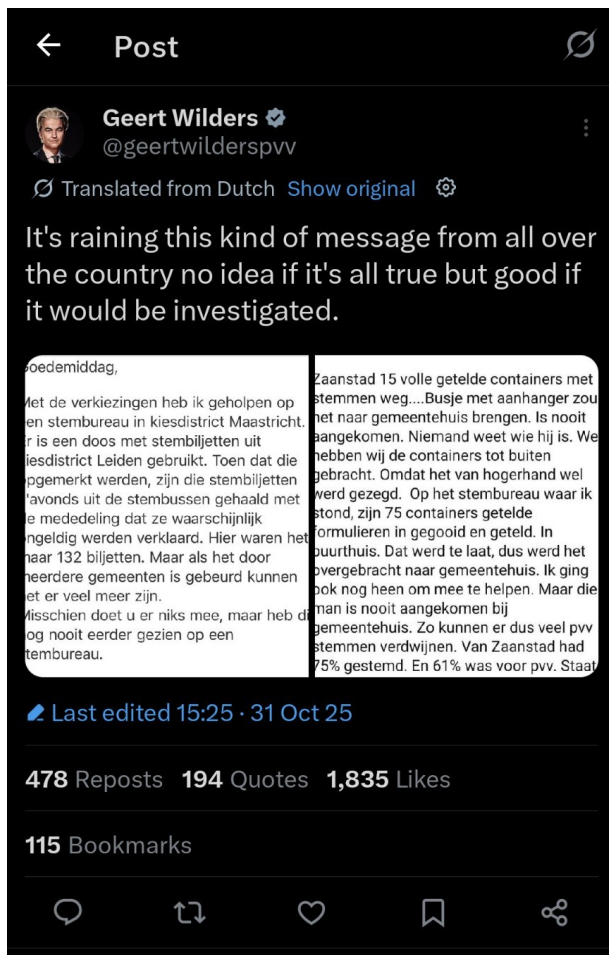 Post
Geert Wilders
@geertwilderspvv
Translated from Dutch Show original
It's raining this kind of message from all over
the country no idea if it's all true but good if
it would be investigated.
oedemiddag,
Met de verkiezingen heb ik geholpen op
en stembureau in kiesdistrict Maastricht.
r is een doos met stembiljetten uit
iesdistrict Leiden gebruikt. Toen dat die
pgemerkt werden, zijn die stembiljetten
'avonds uit de stembussen gehaald met
e mededeling dat ze waarschijnlijk
ngeldig werden verklaard. Hier waren het
maar 132 biljetten. Maar als het door
meerdere gemeenten is gebeurd kunnen
et er veel meer zijn.
Misschien doet u er niks mee, maar heb di
og nooit eerder gezien op een
tembureau.
Zaanstad 15 volle getelde containers met
stemmen weg....Busje met aanhanger zou
het naar gemeentehuis brengen. Is nooit
aangekomen. Niemand weet wie hij is. We
hebben wij de containers tot buiten
gebracht. Omdat het van hogerhand wel
werd gezegd. Op het stembureau waar ik
stond, zijn 75 containers getelde
formulieren in gegooid en geteld. In
buurthuis. Dat werd te laat, dus werd het
overgebracht naar gemeentehuis. Ik ging
ook nog heen om mee te helpen. Maar die
man is nooit aangekomen bij
gemeentehuis. Zo kunnen er dus veel pvv
stemmen verdwijnen. Van Zaanstad had
75% gestemd. En 61% was voor pvv. Staat
Last edited 15:25 · 31 Oct 25
478 Reposts 194 Quotes 1,835 Likes
115 Bookmarks